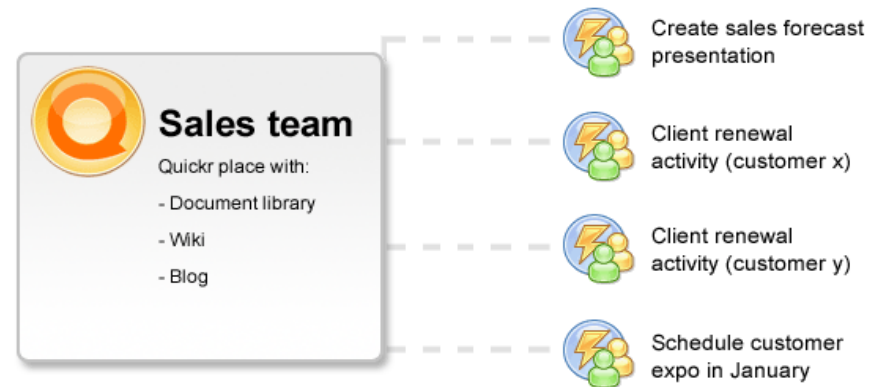 Sales team
Quickr place with:
- Document library
- Wiki
- Blog
Create sales forecast
presentation
Client renewal
activity (customer x)
Client renewal
activity (customer y)
Schedule customer
expo in January